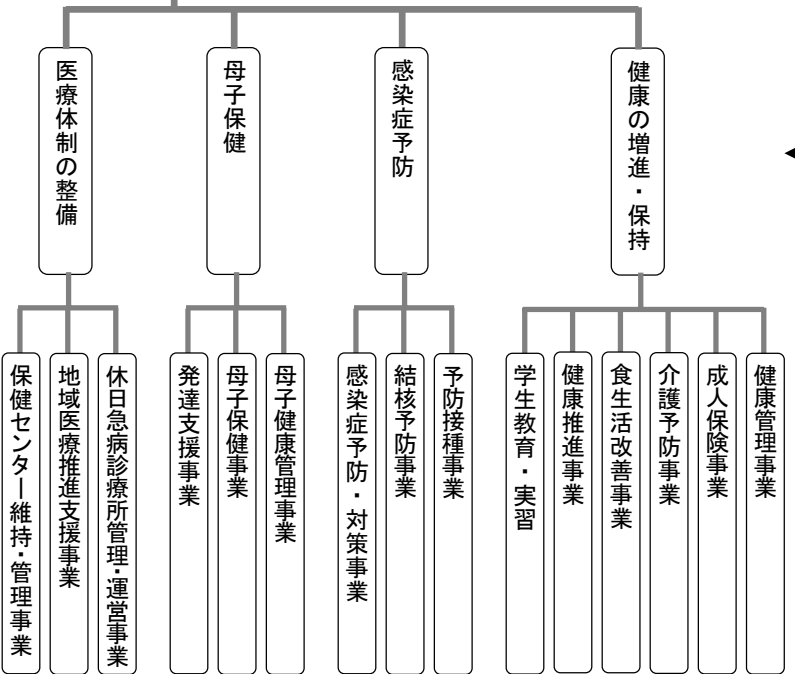 健康の増進・保持
感染症予防
母子保健
医療体制の整備
健康管理事業
成人保険事業
介護予防事業
食生活改善事業
健康推進事業
学生教育・実習
予防接種事業
結核予防事業
感染症予防・対策事業
母子健康管理事業
母子保健事業
発達支援事業
休日急病診療所管理・運営事業
地域医療推進支援事業
保健センター維持・管理事業